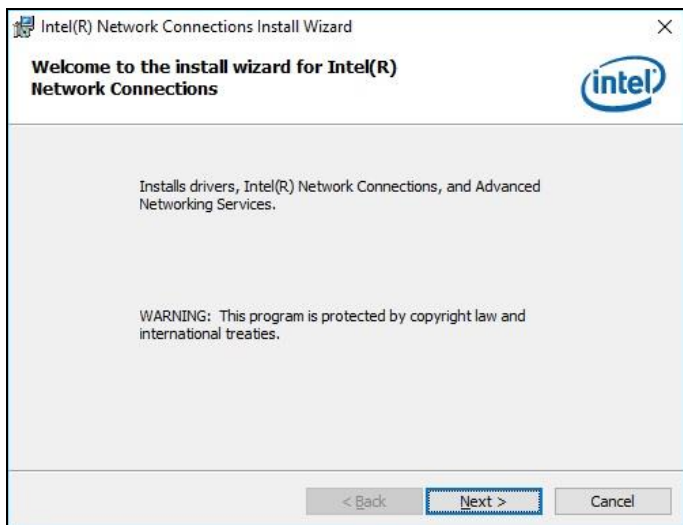 Intel(R) Network Connections Install Wizard
Welcome to the install wizard for Intel(R)
Network Connections
intel
Installs drivers, Intel(R) Network Connections, and Advanced
Networking Services.
WARNING: This program is protected by copyright law and
international treaties.
< Back
Next >
Cancel